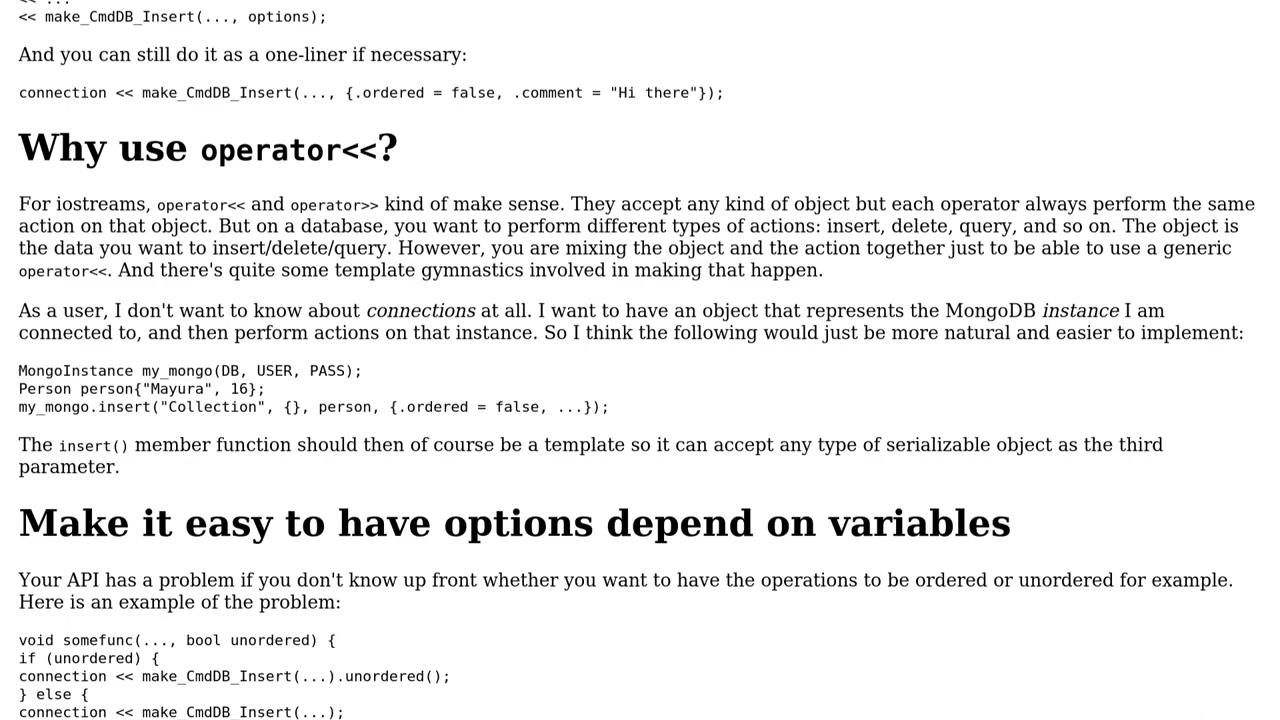 << make_CmdDB_Insert(..., options);
And you can still do it as a one-liner if necessary:
connection << make_CmdDB_Insert(..., {.ordered = false, .comment = "Hi there"});
Why use operator<<?
For iostreams, operator<< and operator>> kind of make sense. They accept any kind of object but each operator always perform the same
action on that object. But on a database, you want to perform different types of actions: insert, delete, query, and so on. The object is
the data you want to insert/delete/query. However, you are mixing the object and the action together just to be able to use a generic
operator<<. And there's quite some template gymnastics involved in making that happen.
As a user, I don't want to know about connections at all. I want to have an object that represents the MongoDB instance I am
connected to, and then perform actions on that instance. So I think the following would just be more natural and easier to implement:
MongoInstance my_mongo(DB, USER, PASS);
Person person{"Mayura", 16};
my_mongo.insert("Collection", {}, person, {.ordered = false, ...});
The insert() member function should then of course be a template so it can accept any type of serializable object as the third
parameter.
Make it easy to have options depend on variables
Your API has a problem if you don't know up front whether you want to have the operations to be ordered or unordered for example.
Here is an example of the problem:
void somefunc(..., bool unordered) {
if (unordered) {
connection << make_CmdDB_Insert(...).unordered();
} else {
connection << make_CmdDB_Insert(...);